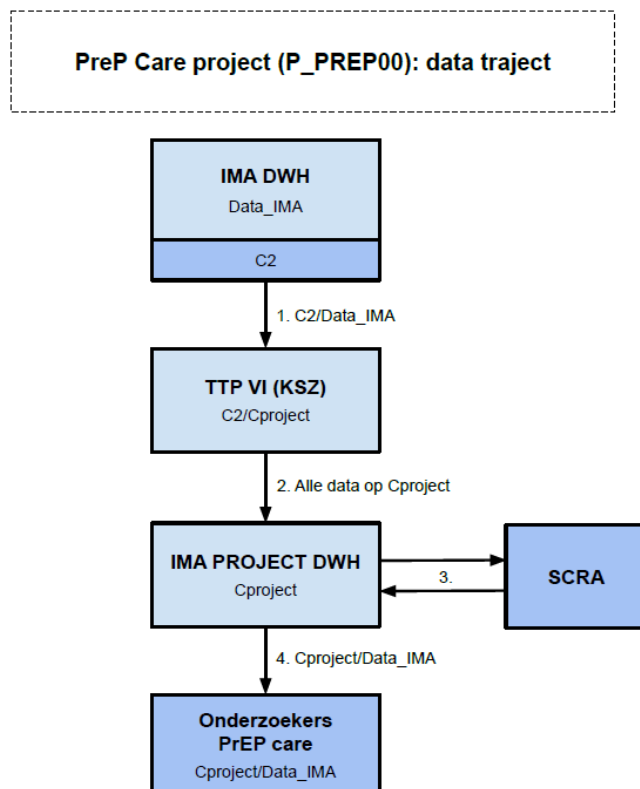 PreP Care project (P_PREP00): data traject
IMA DWH
Data_IMA
C2
1. C2/Data_IMA
TTP VI (KSZ)
C2/Cproject
2. Alle data op Cproject
IMA PROJECT DWH
Cproject
3.
SCRA
4. Cproject/Data_IMA
Onderzoekers
PrEP care
Cproject/Data_IMA